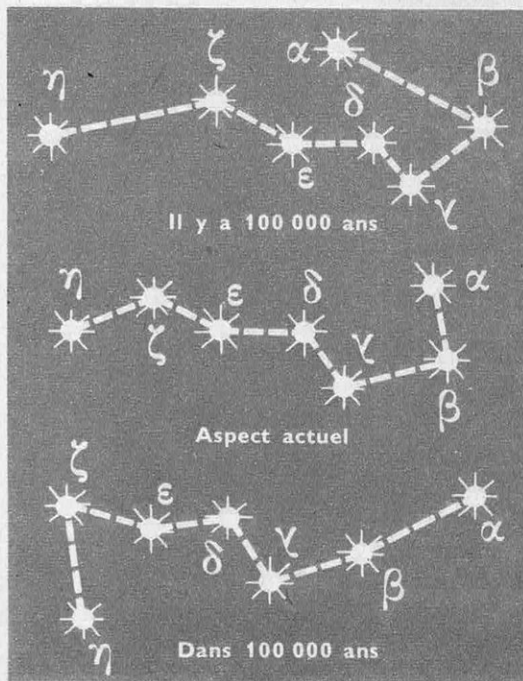 α
ζ
β
η
δ
ε
γ
Il y a 100 000 ans
η
ε
δ
α
ζ
γ
β
Aspect actuel
ζ
ε
α
δ
γ
β
η
Dans 100 000 ans